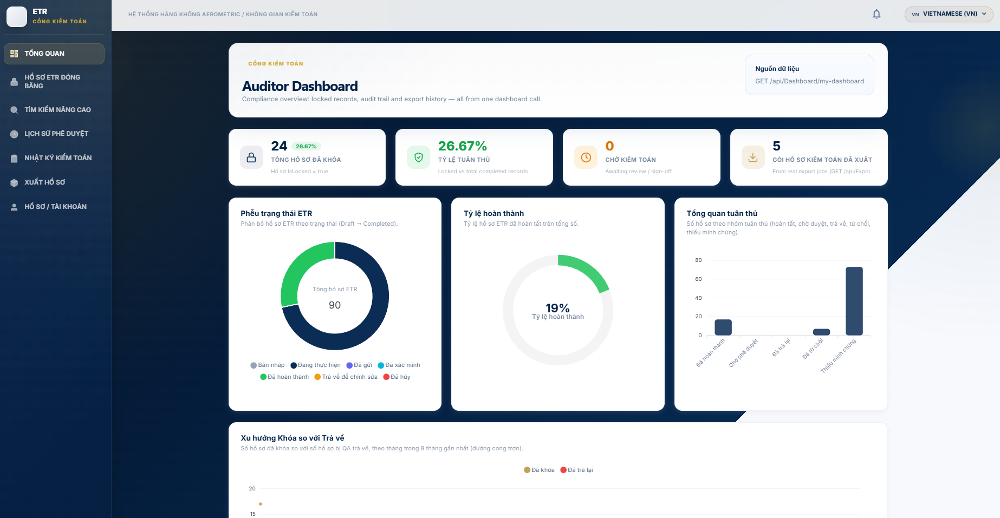 ETR
CỔNG KIỂM TOÁN
HỆ THỐNG HÀNG KHÔNG AEROMETRIC / KHÔNG GIAN KIỂM TOÁN
VN VIETNAMESE (VN)
TỔNG QUAN
HỒ SƠ ETR ĐÓNG
BĂNG
TÌM KIẾM NÂNG CAO
LỊCH SỬ PHÊ DUYỆT
NHẬT KÝ KIỂM TOÁN
XUẤT HỒ SƠ
HỒ SƠ / TÀI KHOẢN
CỔNG KIỂM TOÁN
Auditor Dashboard
Compliance overview: locked records, audit trail and export history — all from one dashboard call.
Nguồn dữ liệu
GET /api/Dashboard/my-dashboard
24 26.67%
TỔNG HỒ SƠ ĐÃ KHÓA
Hồ sơ IsLocked = true
26.67%
TỶ LỆ TUÂN THỦ
Locked vs total completed records
0
CHỜ KIỂM TOÁN
Awaiting review / sign-off
5
GÓI HỒ SƠ KIỂM TOÁN ĐÃ XUẤT
From real export jobs (GET /api/Expor...
Phễu trạng thái ETR
Phân bố hồ sơ ETR theo trạng thái (Draft → Completed).
Tổng hồ sơ ETR
90
Bản nháp Đang thực hiện Đã gửi Đã xác minh
Đã hoàn thành Trả về để chỉnh sửa Đã hủy
Tỷ lệ hoàn thành
Tỷ lệ hồ sơ ETR đã hoàn tất trên tổng số.
19%
Tỷ lệ hoàn thành
Tổng quan tuân thủ
Số hồ sơ theo nhóm tuân thủ (hoàn tất, chờ duyệt, trả về, từ chối,
thiếu minh chứng).
80
60
40
20
0
Đã hoàn thành
Chờ phê duyệt
Đã trả lại
Đã từ chối
Thiếu minh chứng
Xu hướng Khóa so với Trả về
Số hồ sơ đã khóa so với số hồ sơ bị QA trả về, theo tháng trong 8 tháng gần nhất (đường cong trơn).
Đã khóa Đã trả lại
20
15